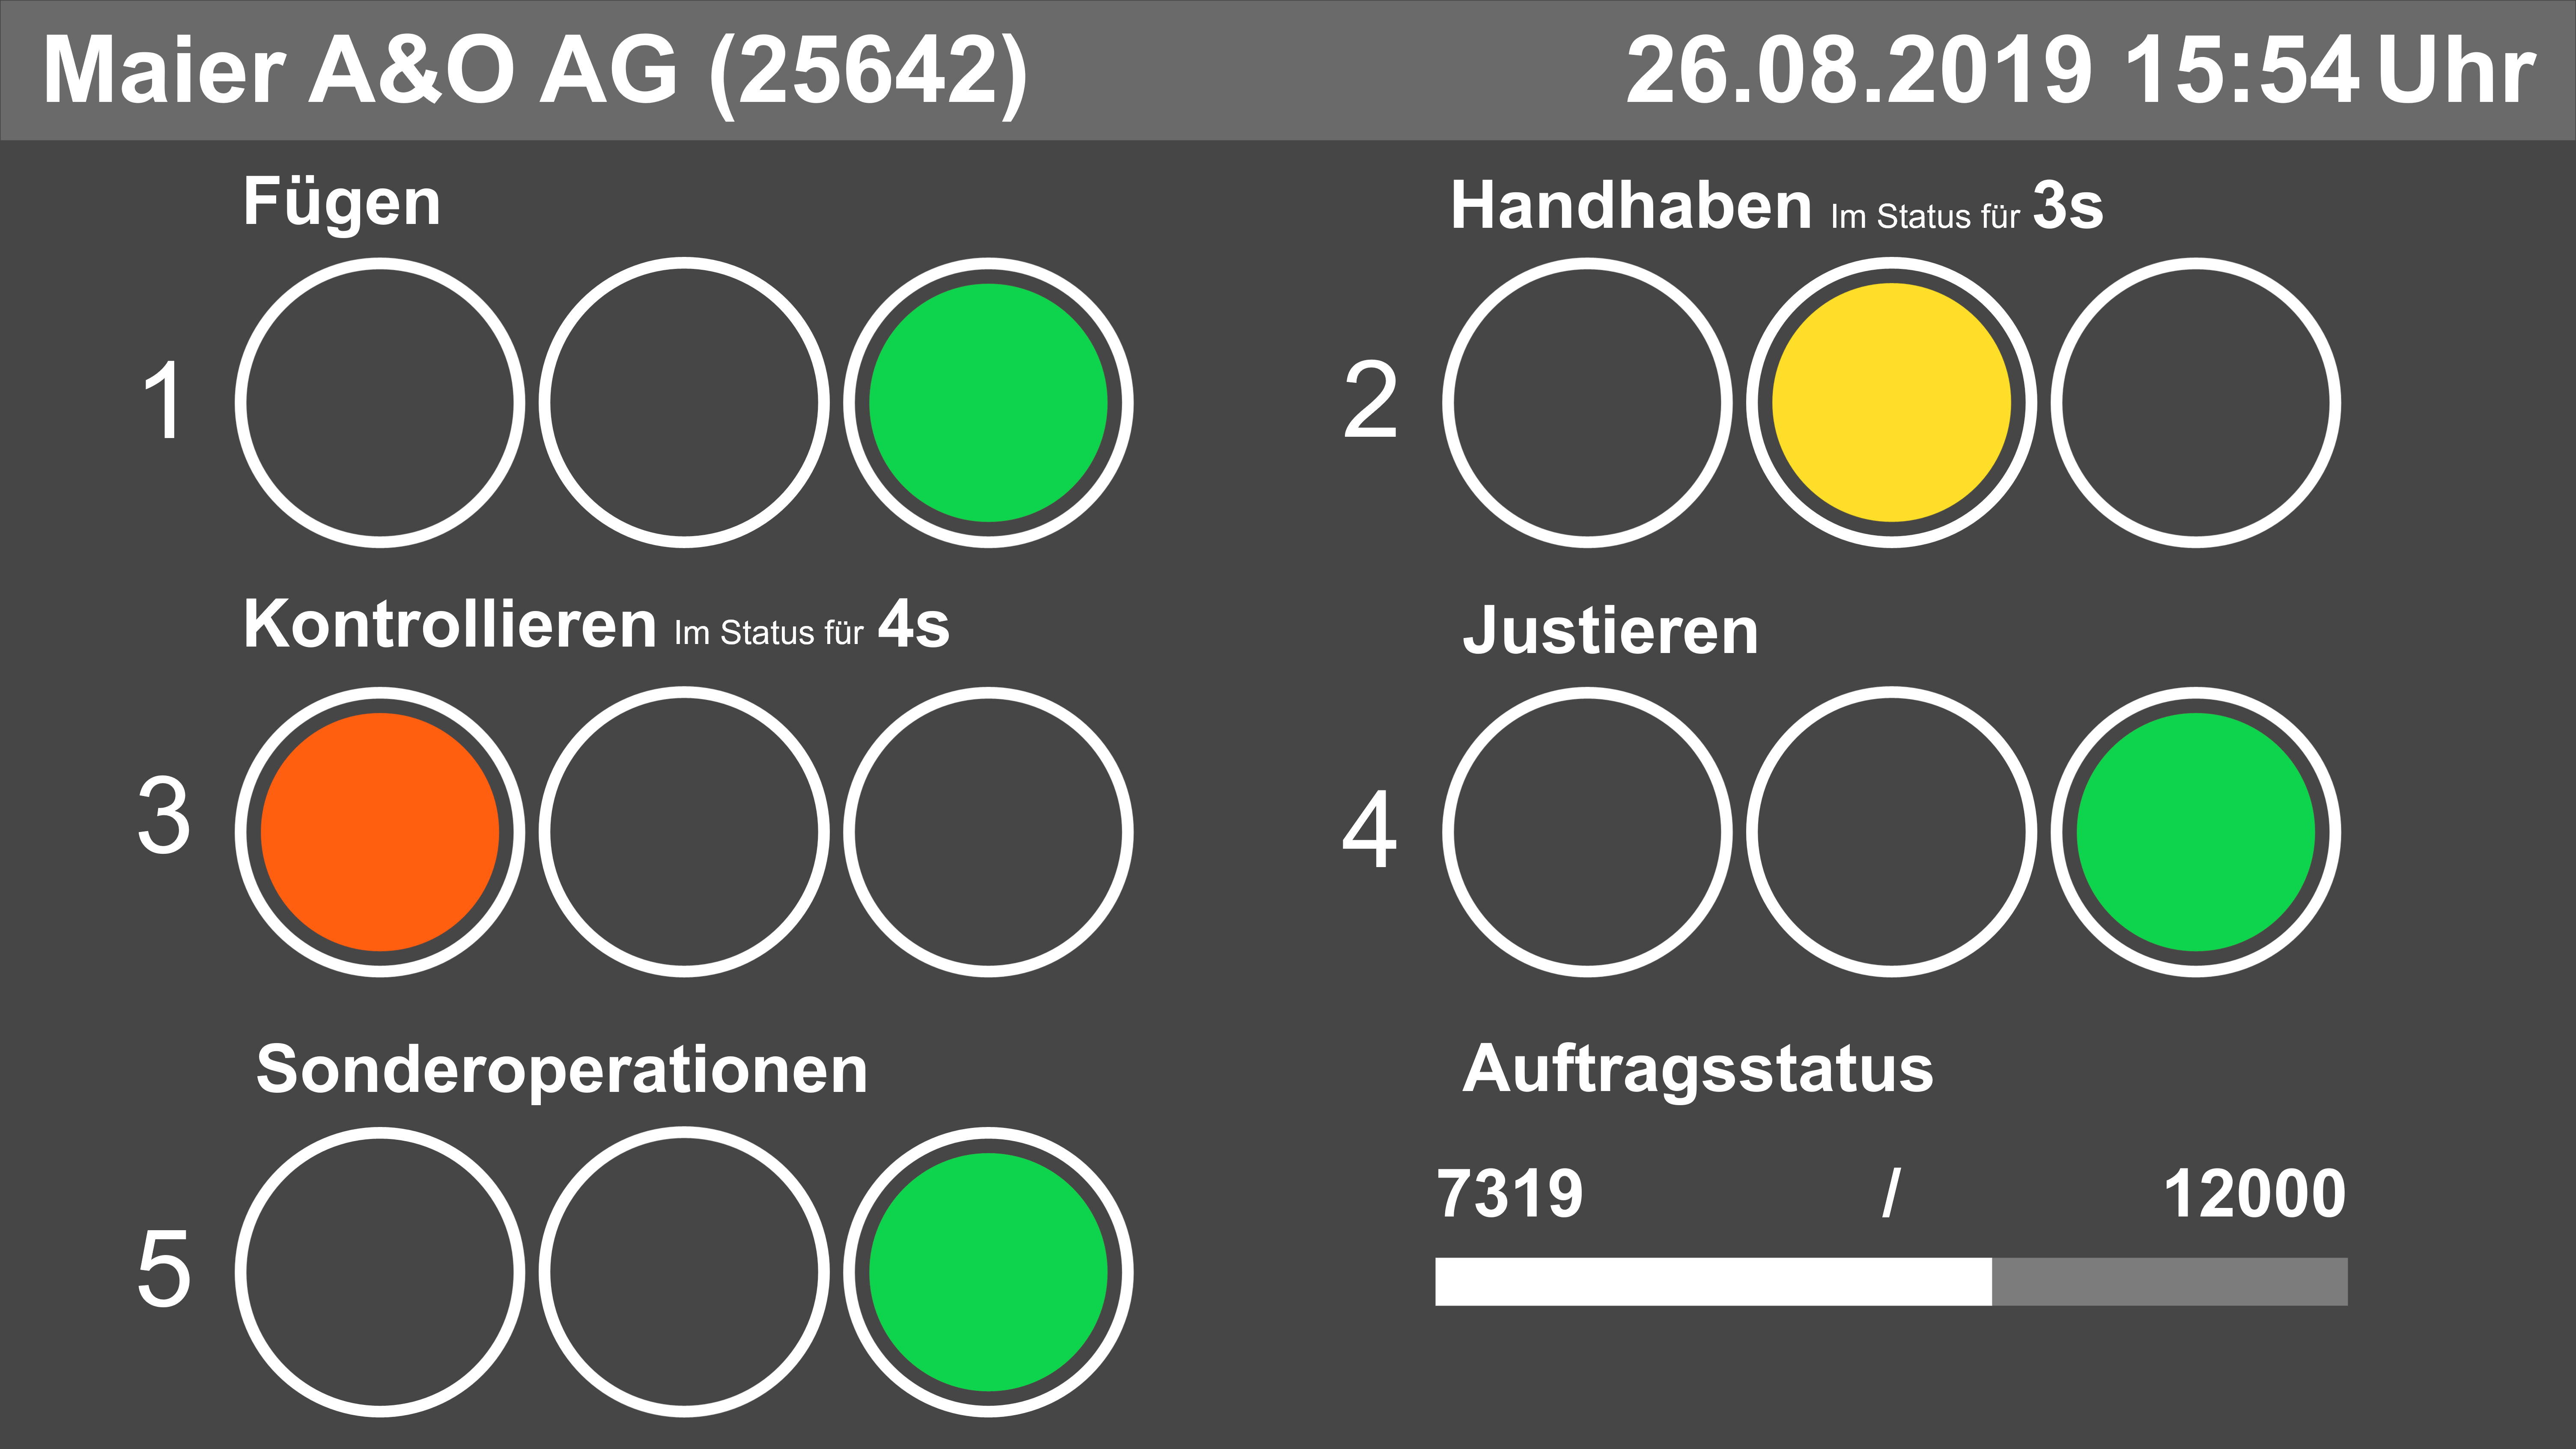 Maier A&O AG (25642)
26.08.2019 15:54 Uhr
Fügen
1
Handhaben Im Status für 3s
2
Kontrollieren Im Status für 4s
3
Justieren
4
Sonderoperationen
5
Auftragsstatus
7319 / 12000